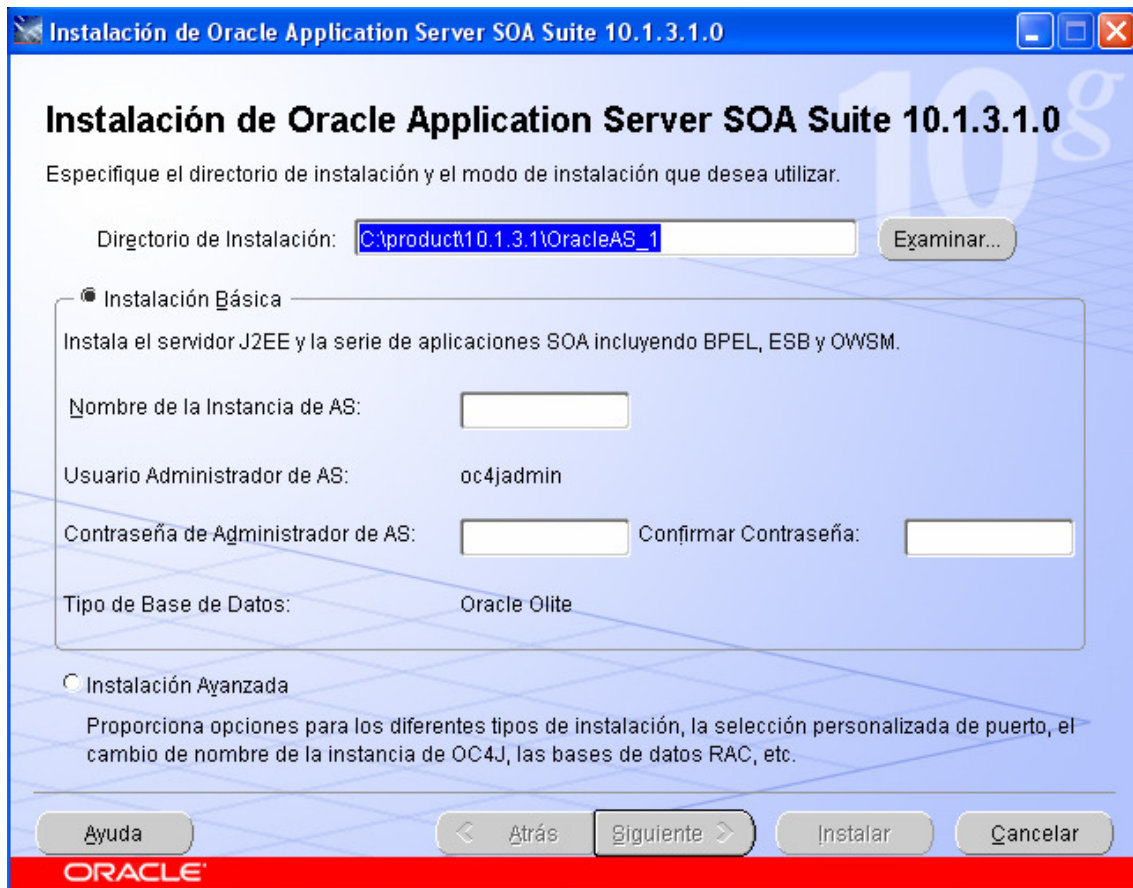 Instalación de Oracle Application Server SOA Suite 10.1.3.1.0
10g
Instalación de Oracle Application Server SOA Suite 10.1.3.1.0
Especifique el directorio de instalación y el modo de instalación que desea utilizar.
Directorio de Instalación: C:\product\10.1.3.1\OracleAS_1 Examinar...
Instalación Básica
Instala el servidor J2EE y la serie de aplicaciones SOA incluyendo BPEL, ESB y OWSM.
Nombre de la Instancia de AS:
Usuario Administrador de AS: oc4jadmin
Contraseña de Administrador de AS: Confirmar Contraseña:
Tipo de Base de Datos: Oracle Olite
Instalación Avanzada
Proporciona opciones para los diferentes tipos de instalación, la selección personalizada de puerto, el
cambio de nombre de la instancia de OC4J, las bases de datos RAC, etc.
Ayuda Atrás Siguiente Instalar Cancelar
ORACLE